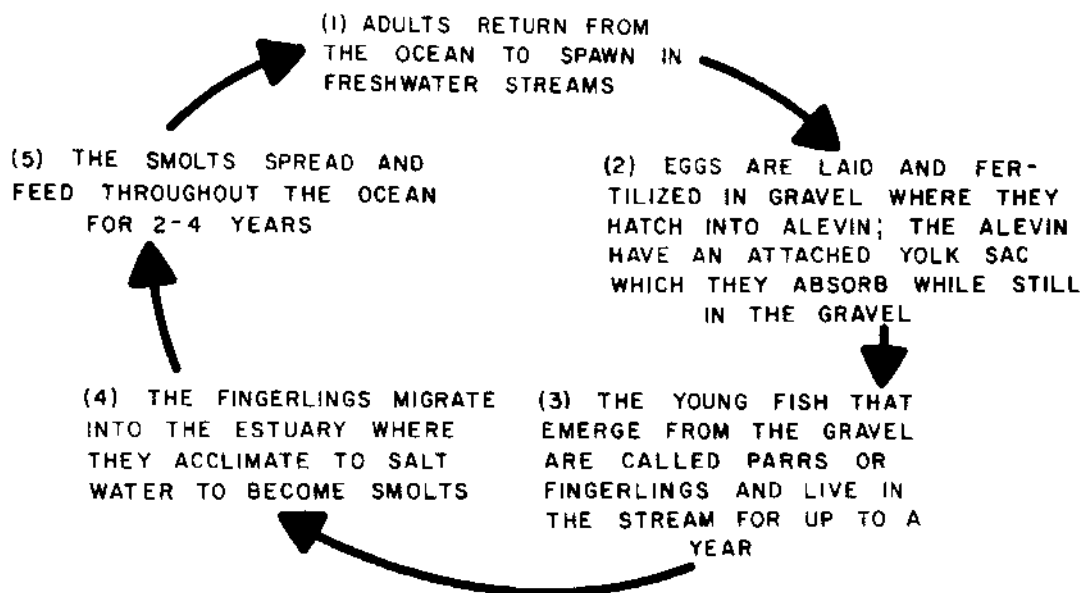 (1) ADULTS RETURN FROM
THE OCEAN TO SPAWN IN
FRESHWATER STREAMS
(2) EGGS ARE LAID AND FER-
TILIZED IN GRAVEL WHERE THEY
HATCH INTO ALEVIN; THE ALEVIN
HAVE AN ATTACHED YOLK SAC
WHICH THEY ABSORB WHILE STILL
IN THE GRAVEL
(3) THE YOUNG FISH THAT
EMERGE FROM THE GRAVEL
ARE CALLED PARRS OR
FINGERLINGS AND LIVE IN
THE STREAM FOR UP TO A
YEAR
(4) THE FINGERLINGS MIGRATE
INTO THE ESTUARY WHERE
THEY ACCLIMATE TO SALT
WATER TO BECOME SMOLTS
(5) THE SMOLTS SPREAD AND
FEED THROUGHOUT THE OCEAN
FOR 2-4 YEARS